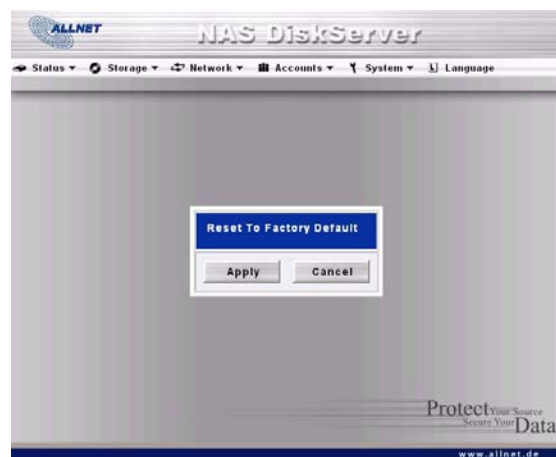 ALLNET
NAS DiskServer
Status Storage Network Accounts System Language
Reset To Factory Default
Apply Cancel
Protect Your Source
Secure Your Data
www.allnet.de